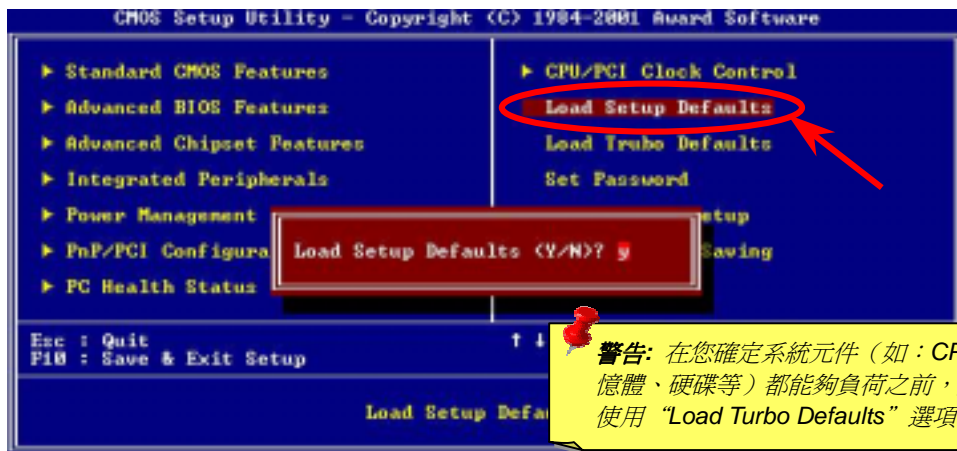 CMOS Setup Utility - Copyright (C) 1984-2001 Award Software
▶ Standard CMOS Features
▶ Advanced BIOS Features
▶ Advanced Chipset Features
▶ Integrated Peripherals
▶ Power Management
▶ PnP/PCI Configura
▶ PC Health Status
▶ CPU/PCI Clock Control
Load Setup Defaults
Load Trubo Defaults
Set Password
etup
Saving
Load Setup Defaults (Y/N)? y
Esc : Quit
F10 : Save & Exit Setup
↑ ↓
Load Setup Defau
警告: 在您確定系統元件（如：CP
憶體、硬碟等）都能夠負荷之前，
使用 “Load Turbo Defaults” 選項